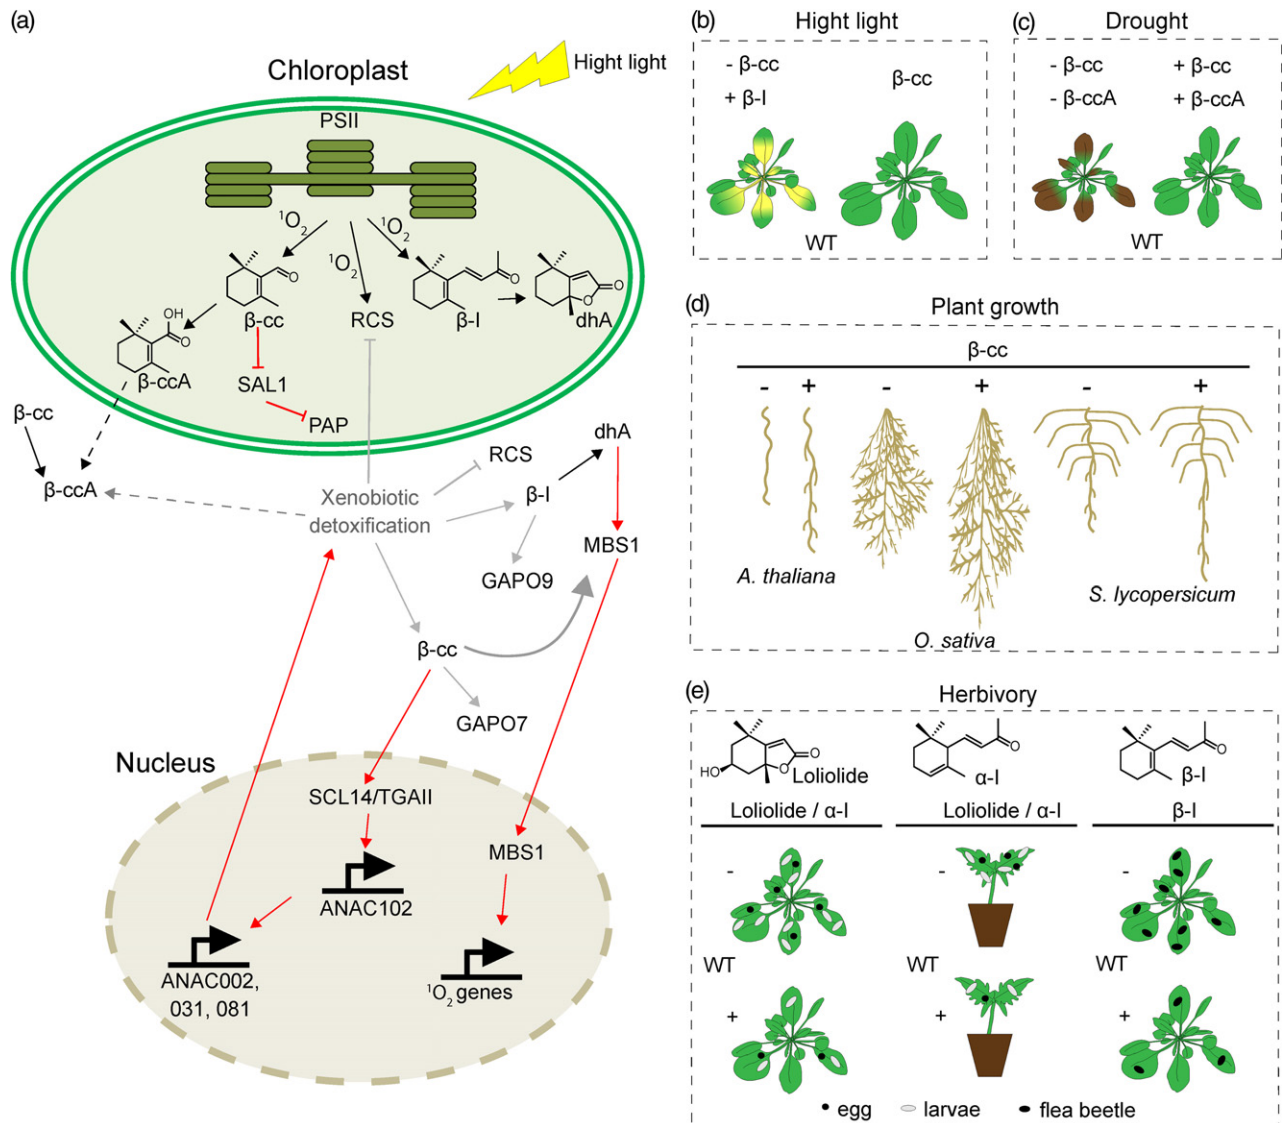 (a)
Hight light
Chloroplast
PSII
¹O₂
¹O₂
¹O₂
β-cc
RCS
β-I
dhA
OH
O
O
O
O
O
β-ccA
SAL1
PAP
β-cc
β-ccA
Xenobiotic
detoxification
RCS
dhA
β-I
MBS1
GAPO9
β-cc
GAPO7
Nucleus
SCL14/TGAII
MBS1
ANAC102
ANAC002,
031, 081
¹O₂ genes
(b)
Hight light
- β-cc
+ β-I
β-cc
WT
(c)
Drought
- β-cc
+ β-cc
- β-ccA
+ β-ccA
WT
(d)
Plant growth
β-cc
- + - + - +
A. thaliana
O. sativa
S. lycopersicum
(e)
Herbivory
HO
O
O
Loliolide
O
α-I
O
β-I
Loliolide / α-I
Loliolide / α-I
β-I
- - -
WT WT WT
+ + +
egg
larvae
flea beetle